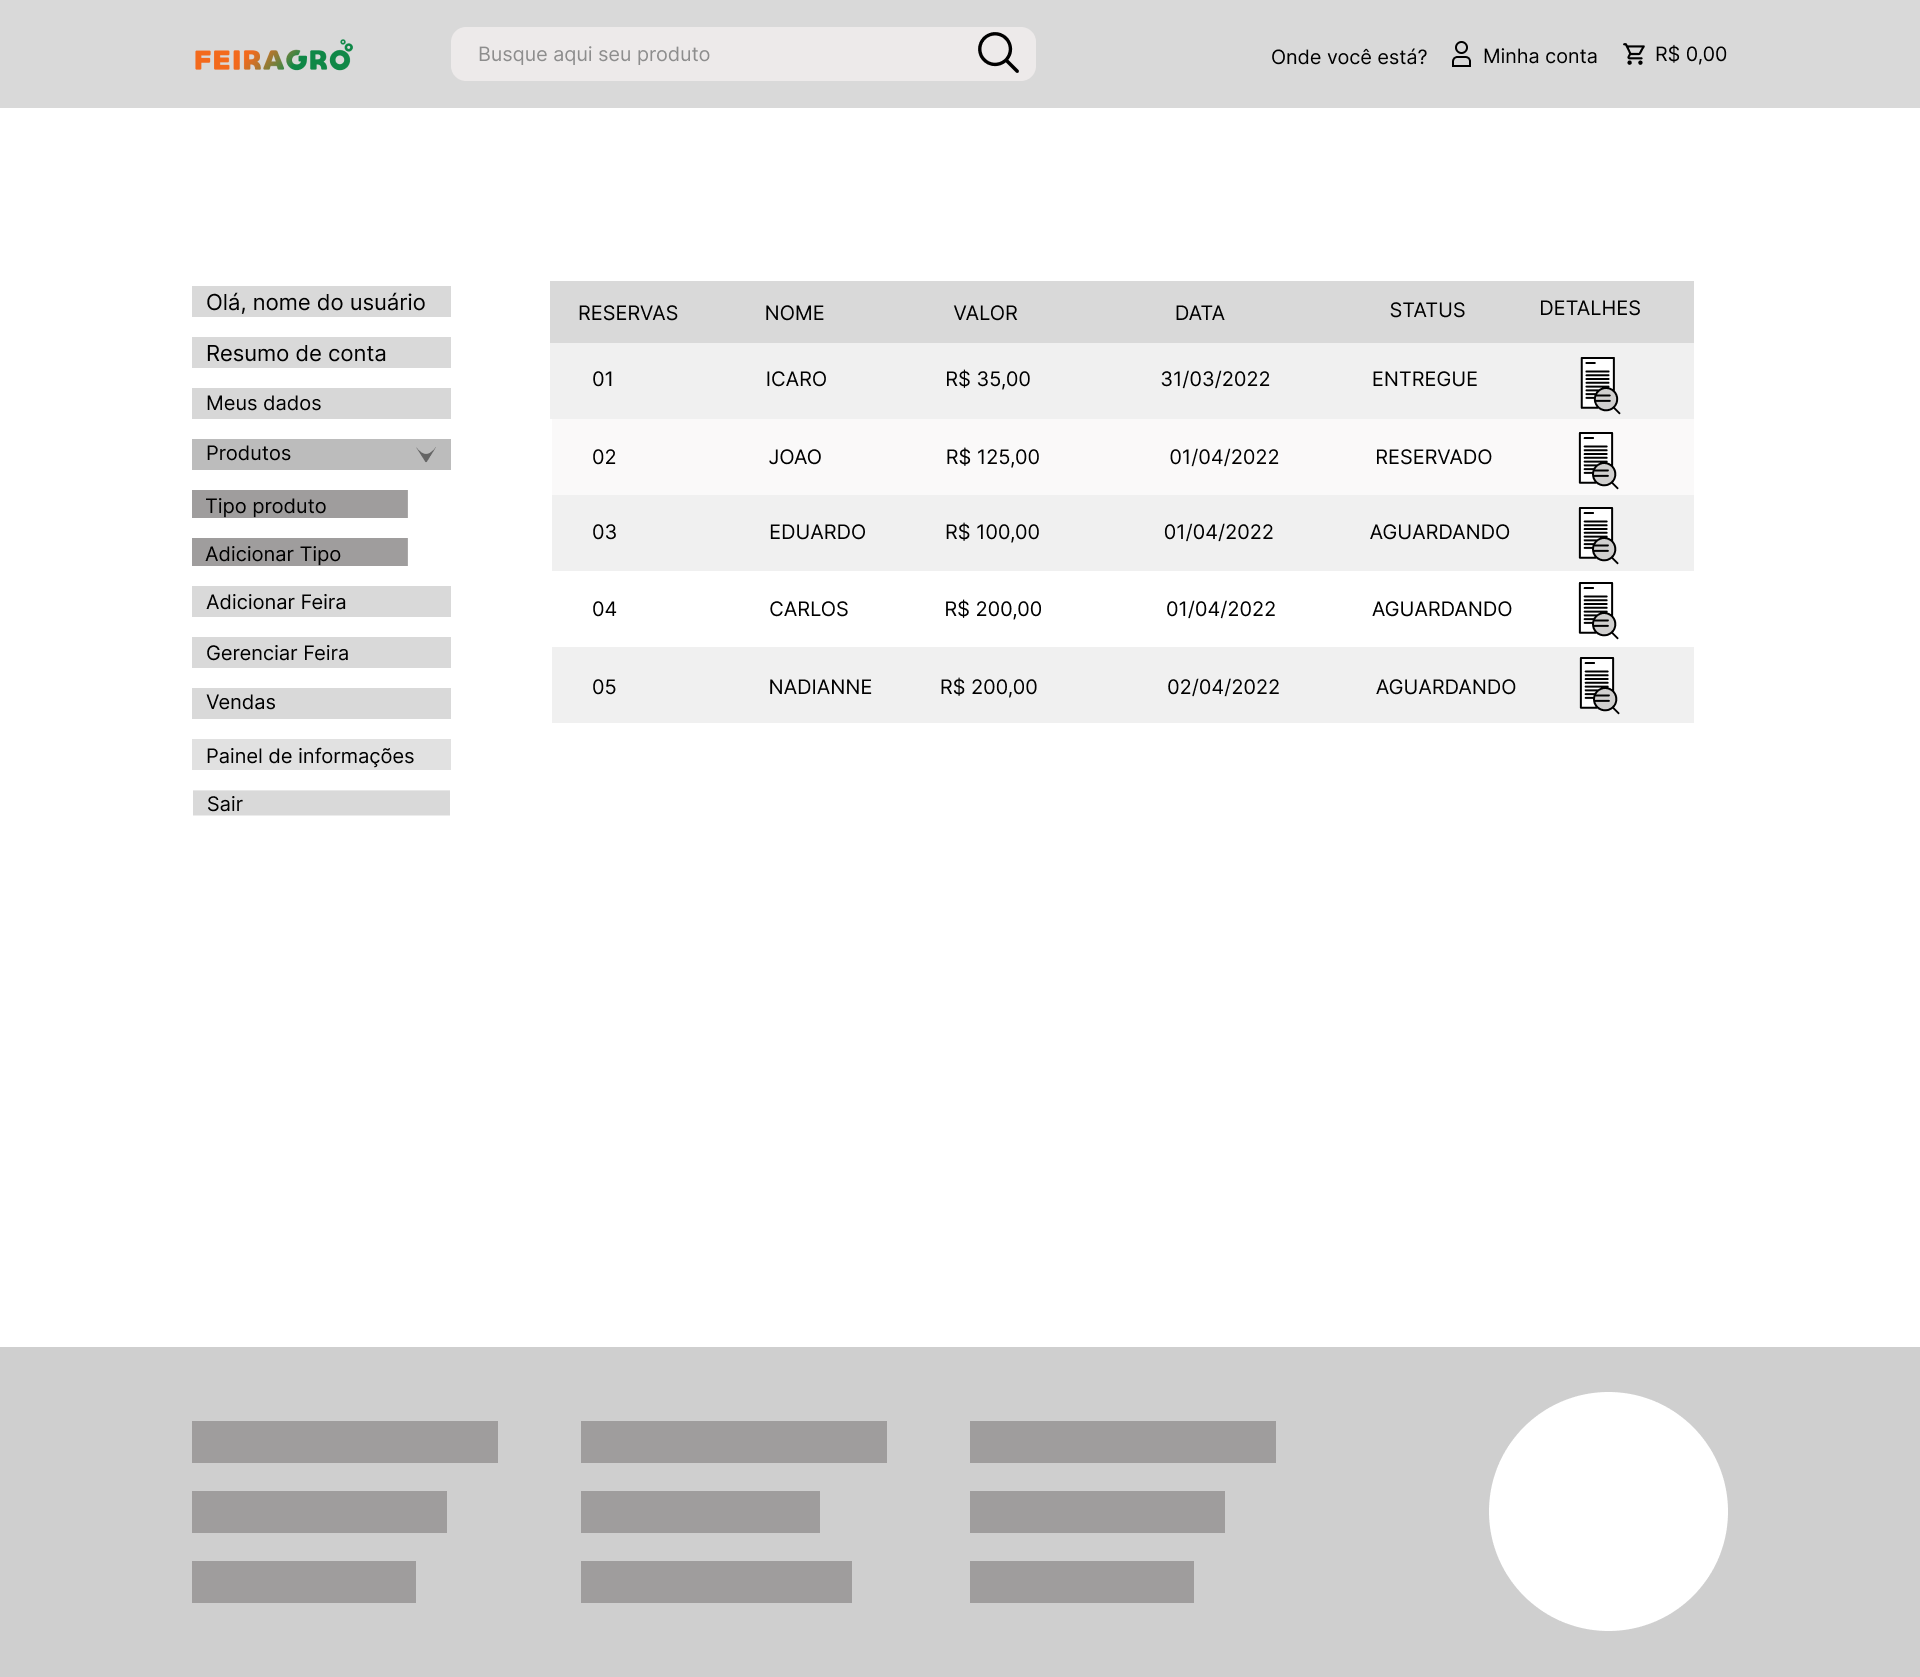 FEIRAGRO
Busque aqui seu produto
Onde você está?
Minha conta
R$ 0,00
Olá, nome do usuário
Resumo de conta
Meus dados
Produtos
Tipo produto
Adicionar Tipo
Adicionar Feira
Gerenciar Feira
Vendas
Painel de informações
Sair
RESERVAS NOME VALOR DATA STATUS DETALHES
01 ICARO R$ 35,00 31/03/2022 ENTREGUE
02 JOAO R$ 125,00 01/04/2022 RESERVADO
03 EDUARDO R$ 100,00 01/04/2022 AGUARDANDO
04 CARLOS R$ 200,00 01/04/2022 AGUARDANDO
05 NADIANNE R$ 200,00 02/04/2022 AGUARDANDO